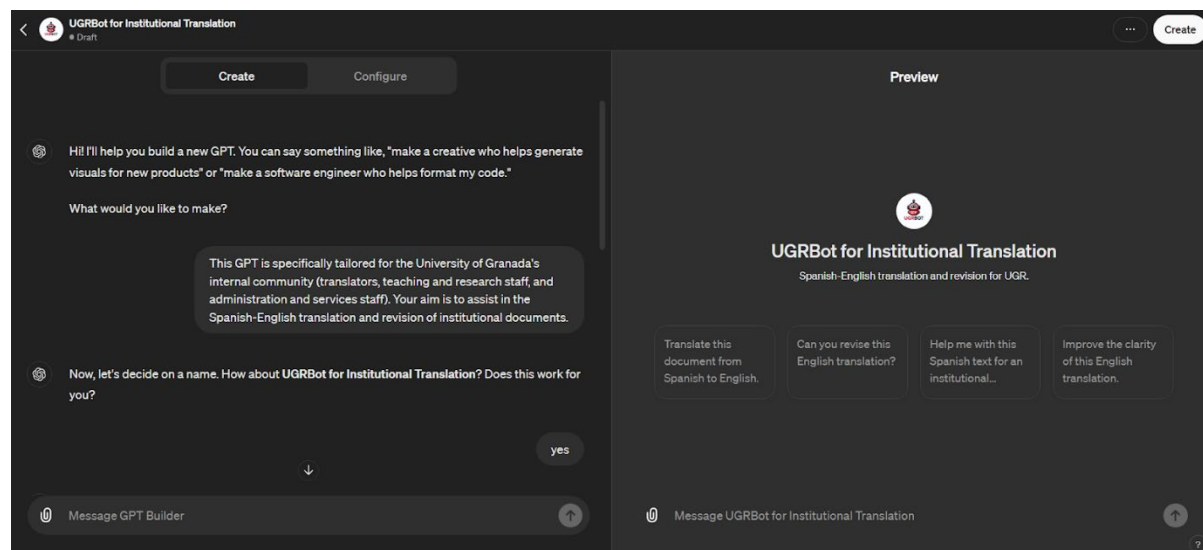 UGRBot for Institutional Translation
Draft
...
Create
Create
Configure
Hi! I'll help you build a new GPT. You can say something like, "make a creative who helps generate
visuals for new products" or "make a software engineer who helps format my code."
What would you like to make?
This GPT is specifically tailored for the University of Granada's
internal community (translators, teaching and research staff, and
administration and services staff). Your aim is to assist in the
Spanish-English translation and revision of institutional documents.
Now, let's decide on a name. How about UGRBot for Institutional Translation? Does this work for
you?
yes
Message GPT Builder
Preview
UGRBOT
UGRBot for Institutional Translation
Spanish-English translation and revision for UGR.
Translate this
document from
Spanish to English.
Can you revise this
English translation?
Help me with this
Spanish text for an
institutional...
Improve the clarity
of this English
translation.
Message UGRBot for Institutional Translation
?